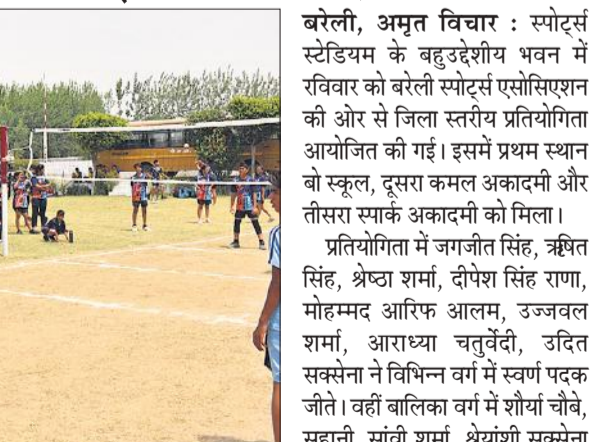 बरेली, अमृत विचार : स्पोर्ट्स
स्टेडियम के बहुउद्देशीय भवन में
रविवार को बरेली स्पोर्ट्स एसोसिएशन
की ओर से जिला स्तरीय प्रतियोगिता
आयोजित की गई। इसमें प्रथम स्थान
बो स्कूल, दूसरा कमल अकादमी और
तीसरा स्पार्क अकादमी को मिला।
प्रतियोगिता में जगजीत सिंह, ऋषित
सिंह, श्रेष्ठा शर्मा, दीपेश सिंह राणा,
मोहम्मद आरिफ आलम, उज्जवल
शर्मा, आराध्या चतुर्वेदी, उदित
सक्सेना ने विभिन्न वर्ग में स्वर्ण पदक
जीते। वहीं बालिका वर्ग में शौर्या चौबे,
शर्मा, श्रेयांशी सक्सेना